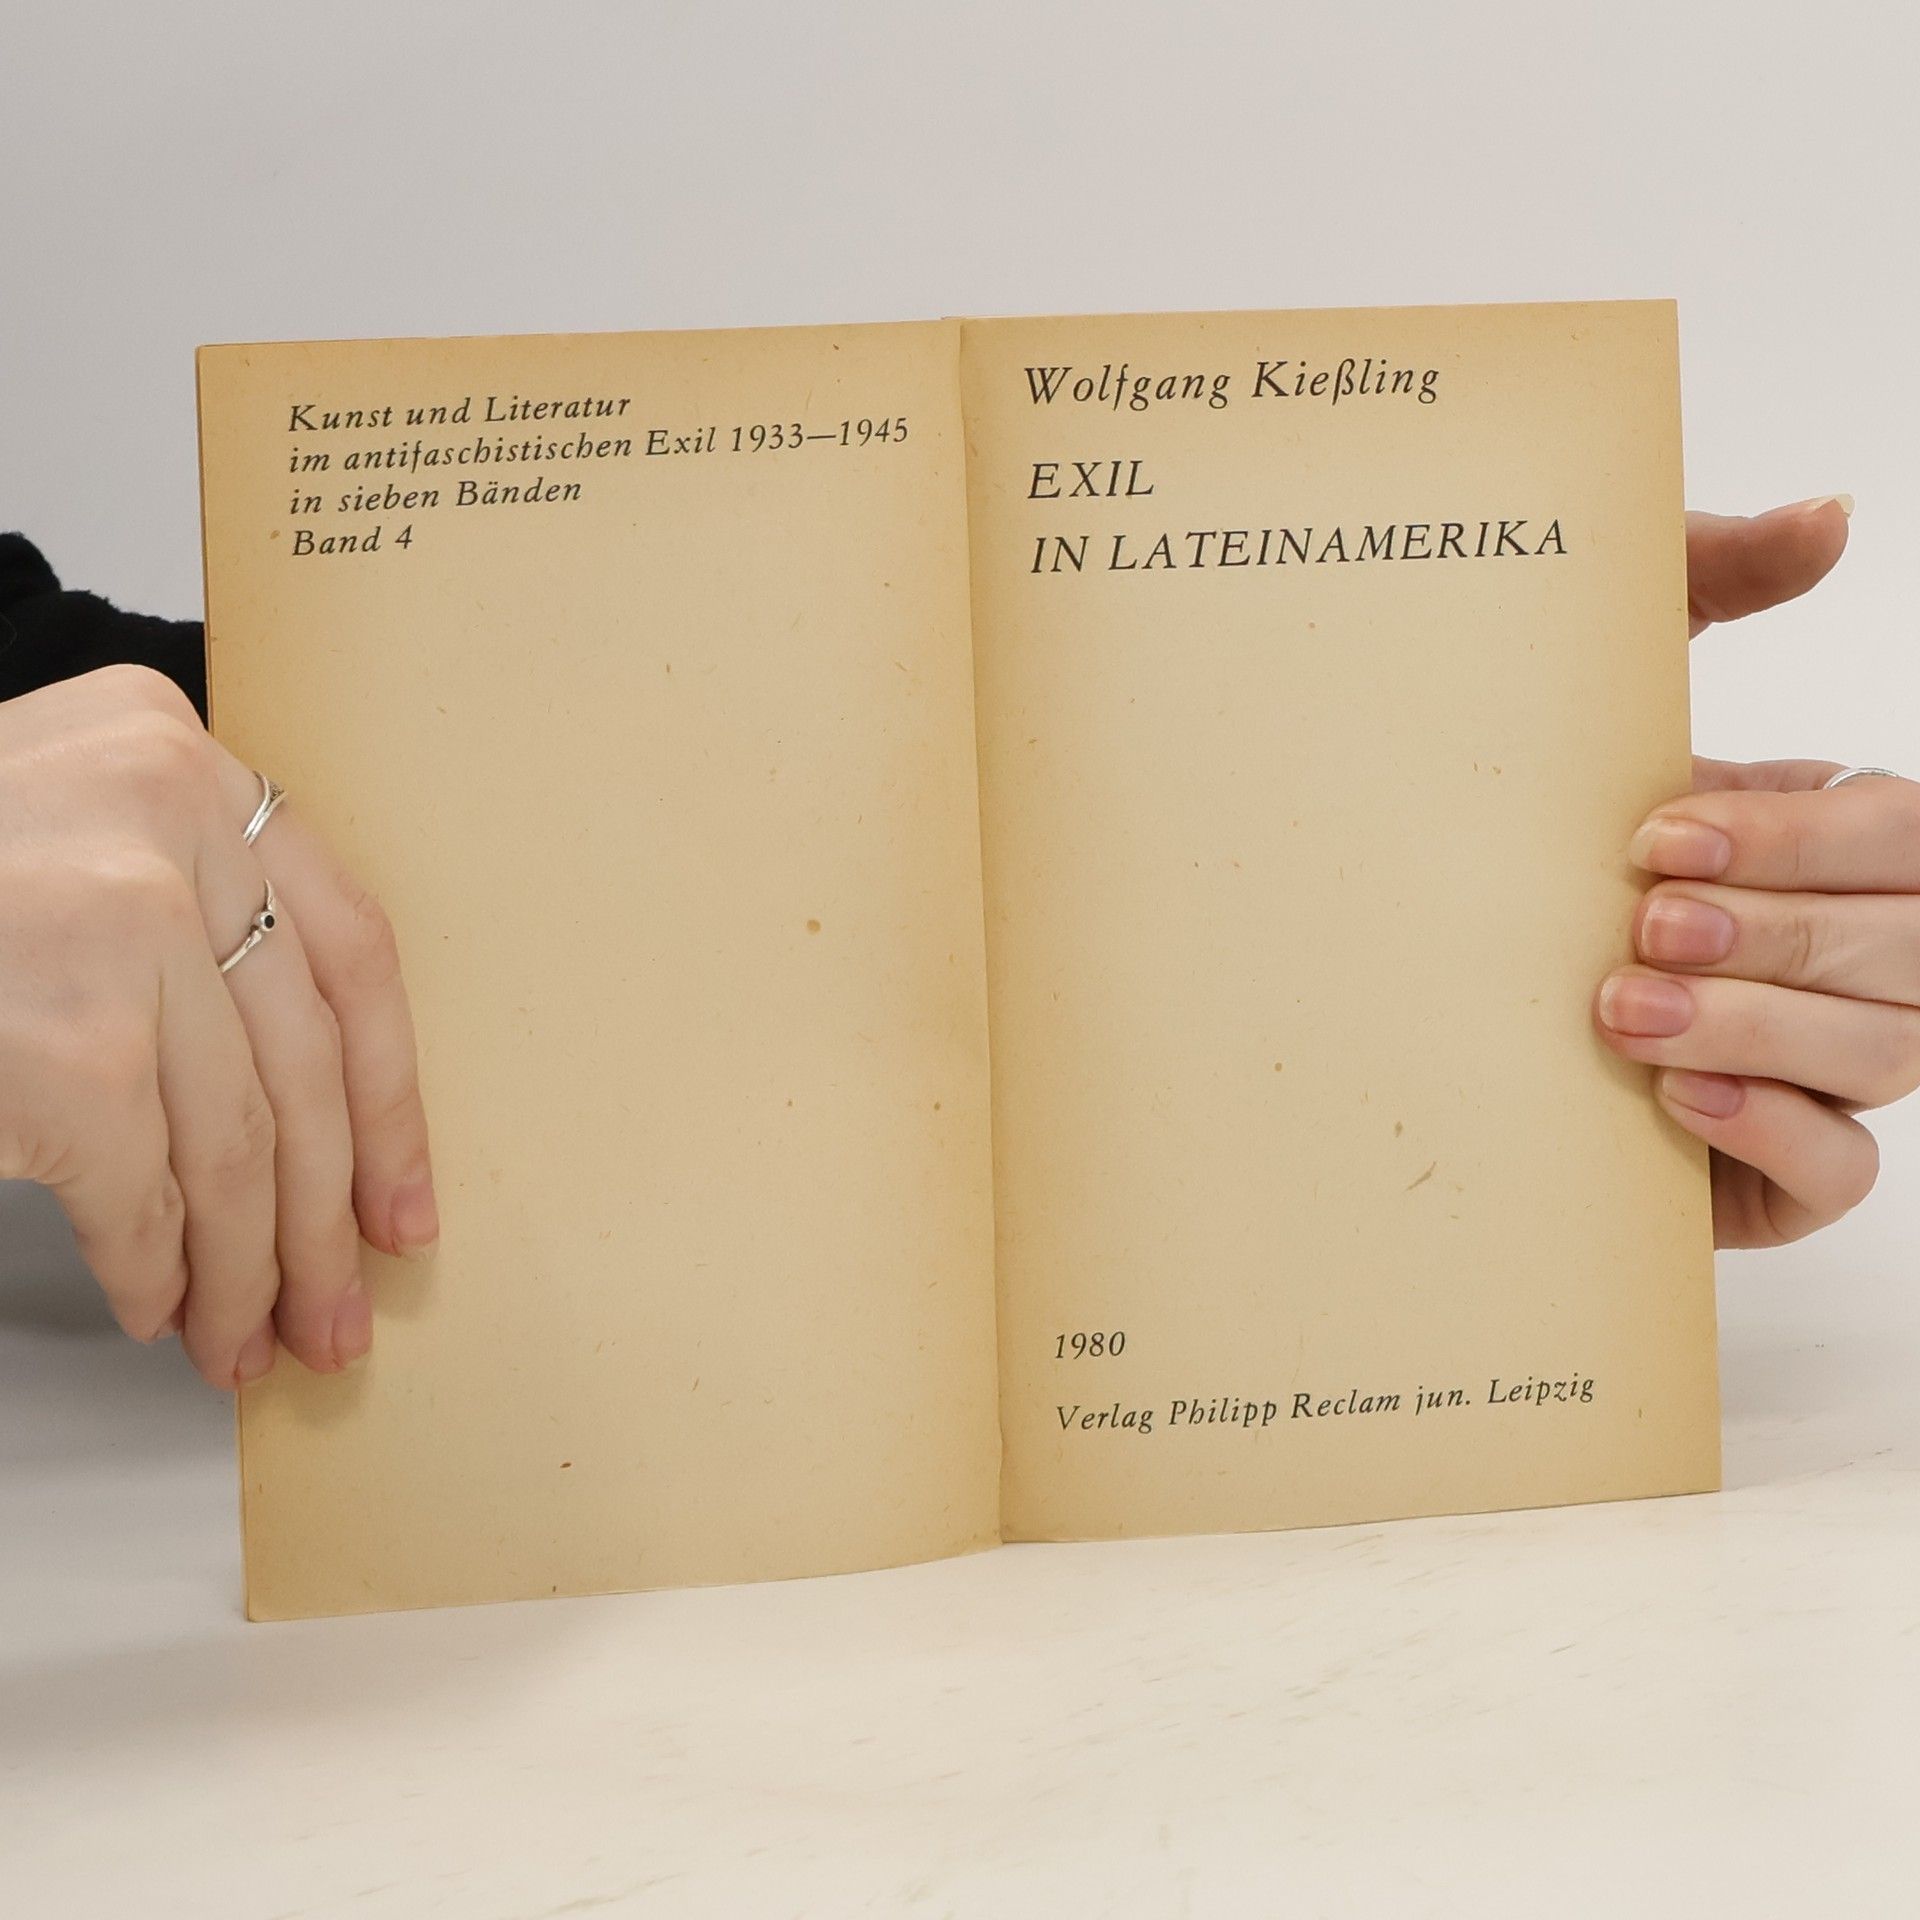 Kunst und Literatur
im antifaschistischen Exil 1933—1945
in sieben Bänden
Band 4
Wolfgang Kießling
EXIL
IN LATEINAMERIKA
1980
Verlag Philipp Reclam jun. Leipzig